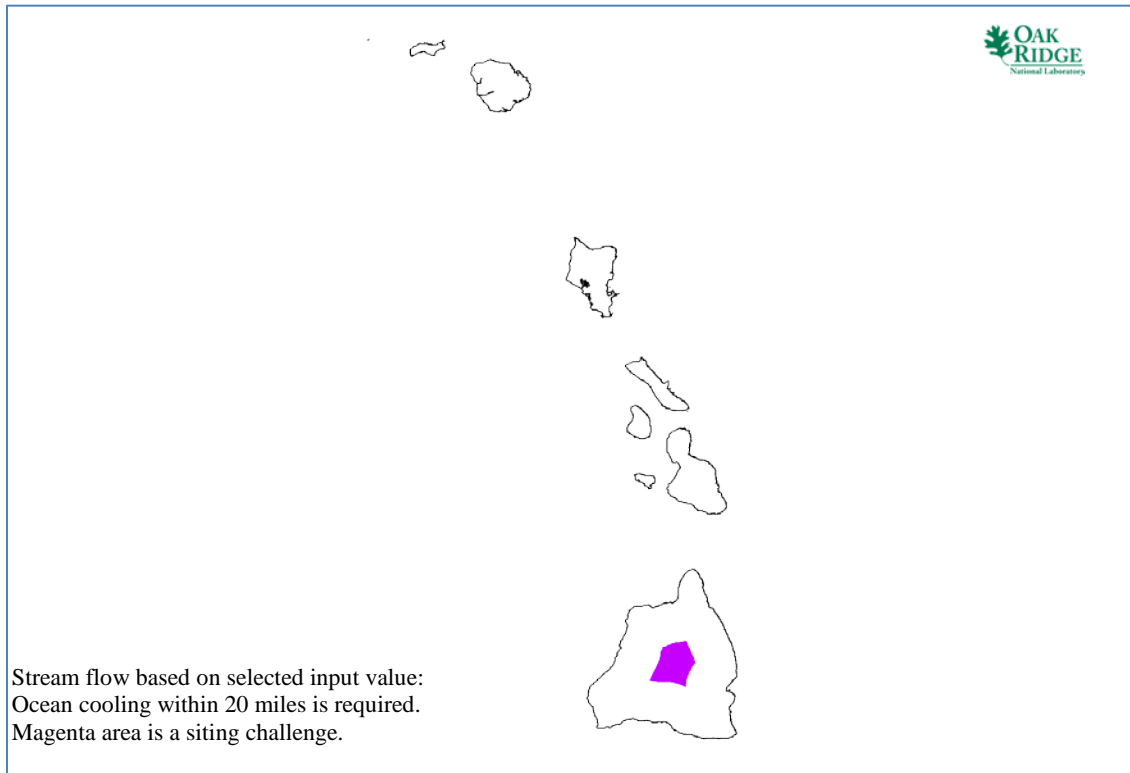 OAK
RIDGE
National Laboratory
Stream flow based on selected input value:
Ocean cooling within 20 miles is required.
Magenta area is a siting challenge.